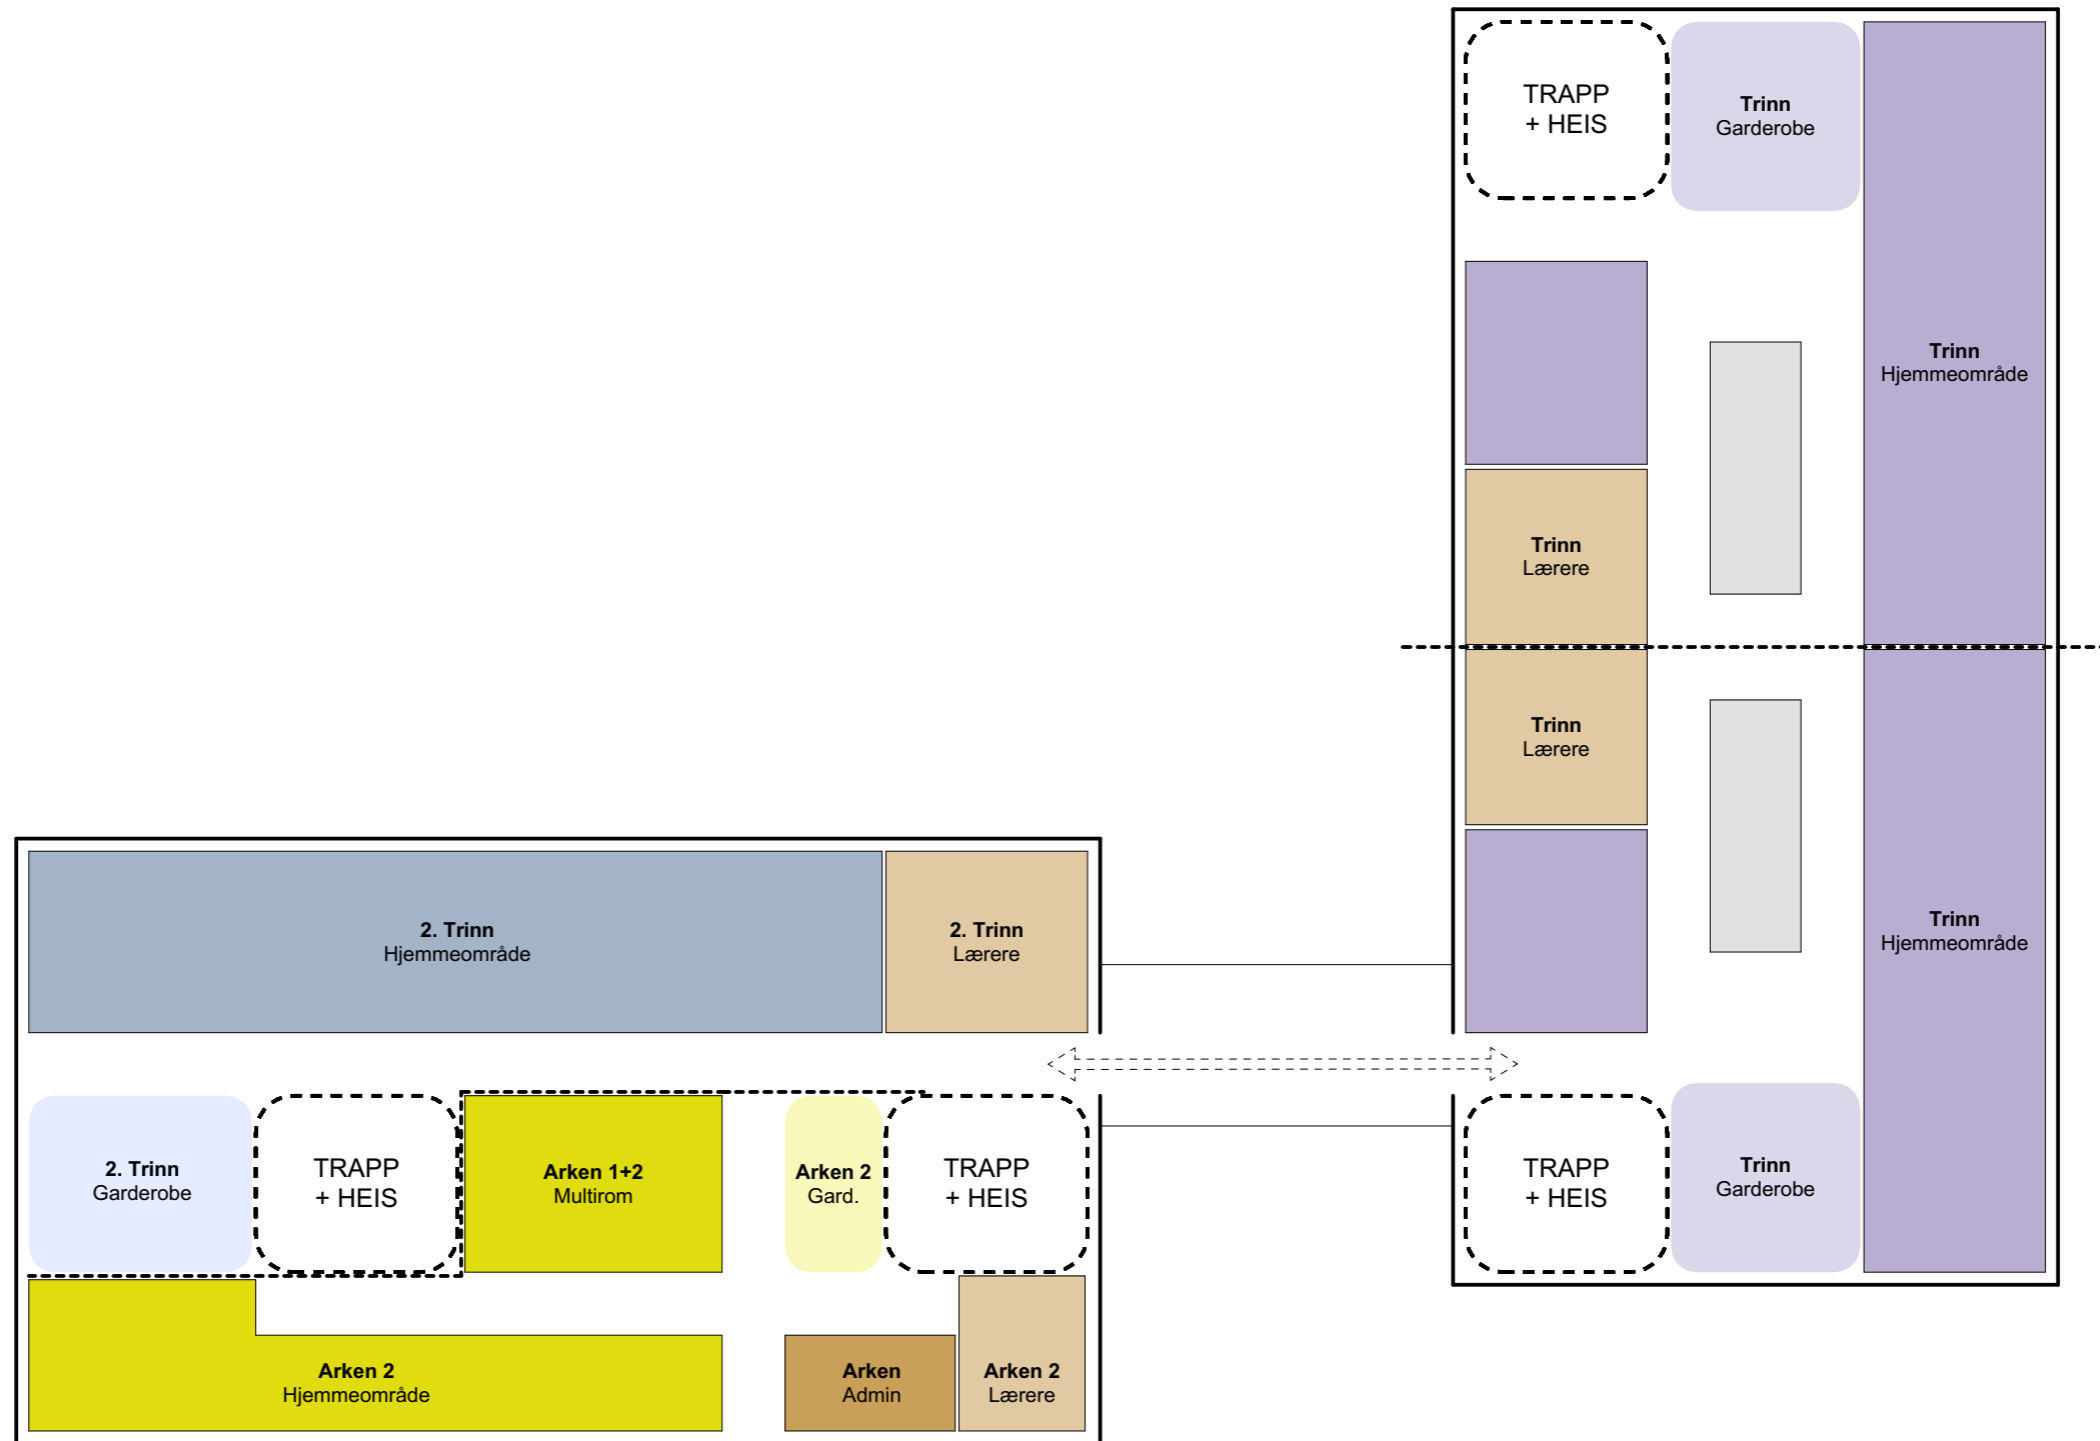 TRAPP
+ HEIS
Trinn
Garderobe
Trinn
Hjemmeområde
Trinn
Lærere
Trinn
Lærere
Trinn
Hjemmeområde
2. Trinn
Hjemmeområde
2. Trinn
Lærere
2. Trinn
Garderobe
TRAPP
+ HEIS
Arken 1+2
Multirom
Arken 2
Gard.
TRAPP
+ HEIS
TRAPP
+ HEIS
Trinn
Garderobe
Arken 2
Hjemmeområde
Arken
Admin
Arken 2
Lærere